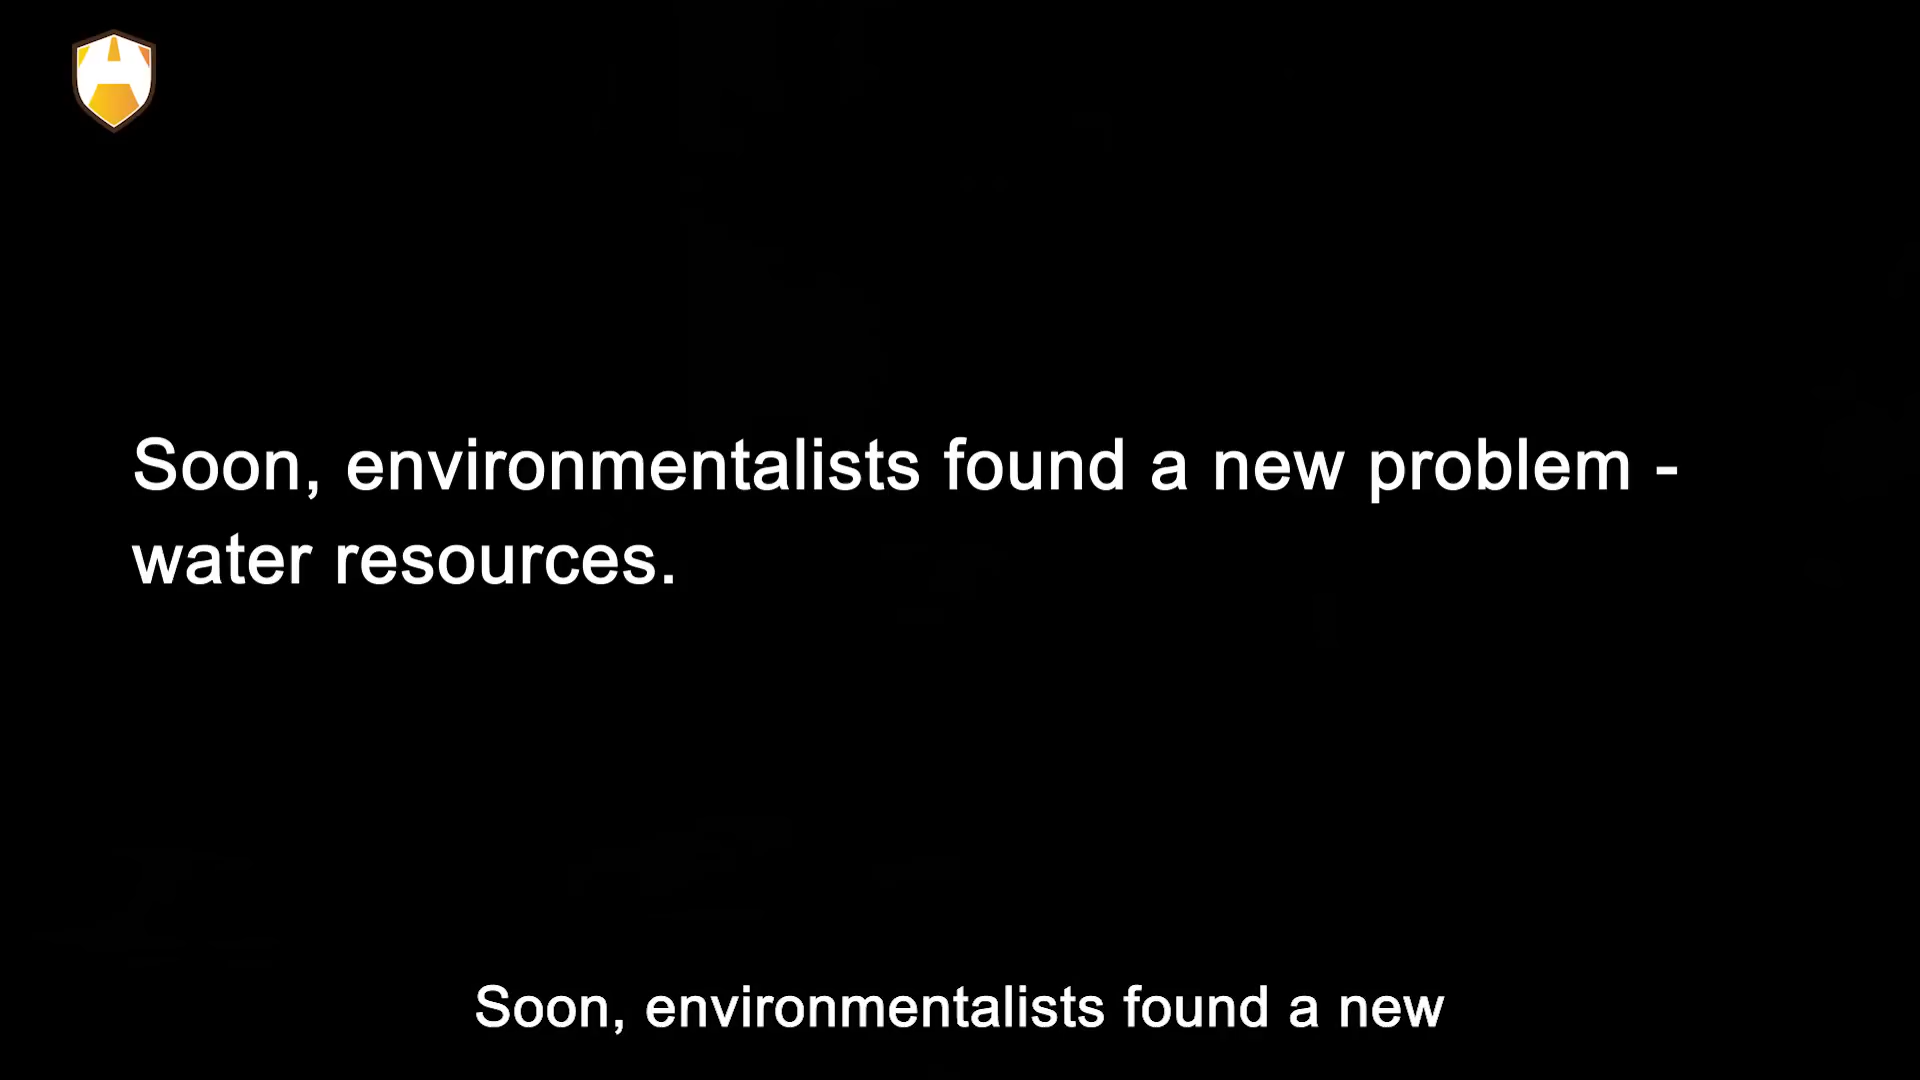 Soon, environmentalists found a new problem -
water resources.
Soon, environmentalists found a new